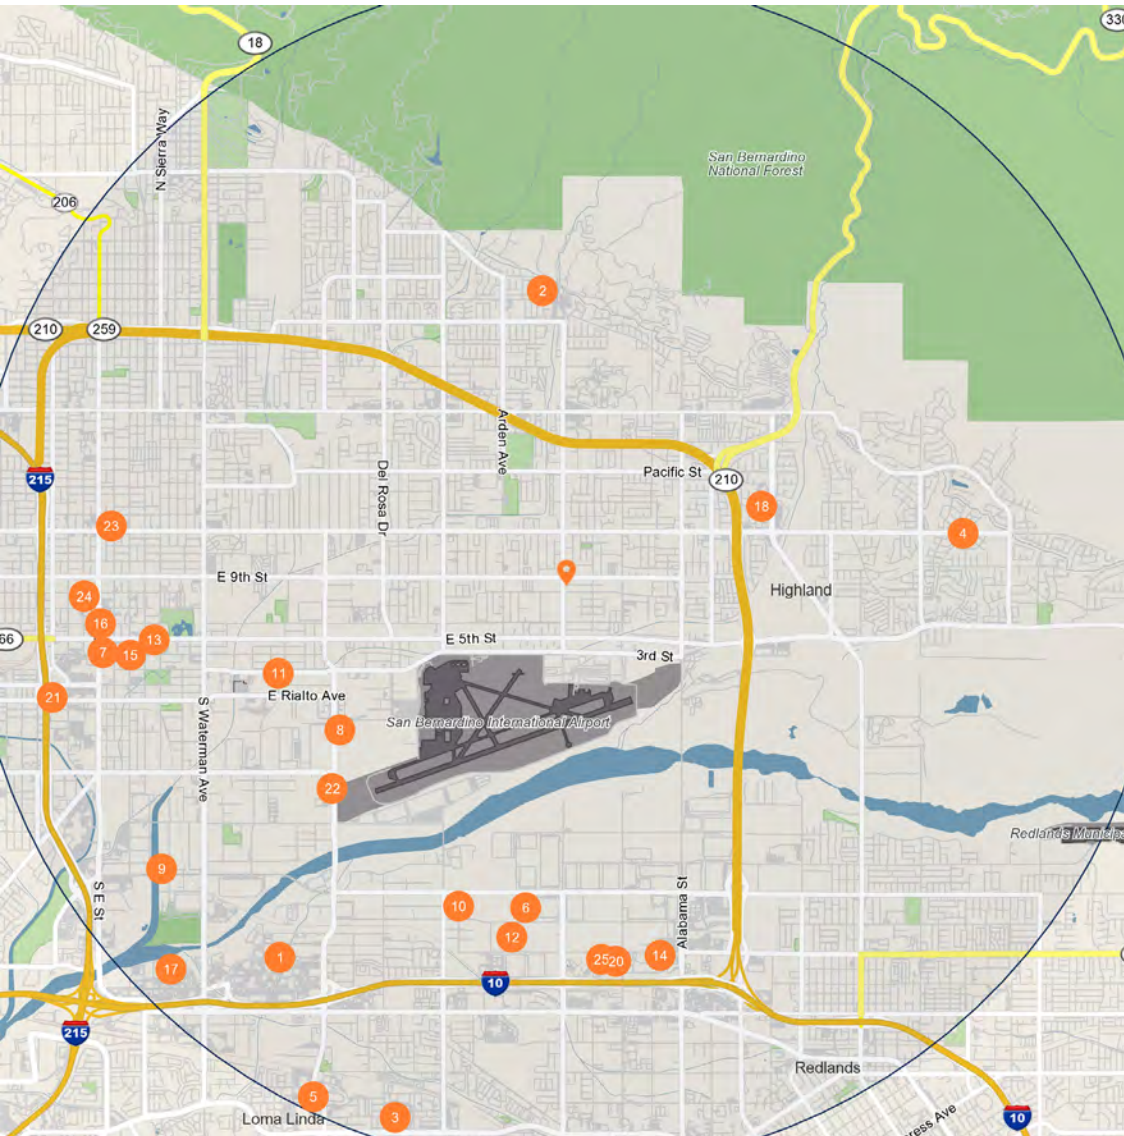 18
330
N Sierra Way
San Bernardino
National Forest
206
2
210
259
Arden Ave
Pacific St
215
Del Rosa Dr
210
18
23
4
E 9th St
Highland
24
16
13
66
E 5th St
7
15
3rd St
11
21
E Rialto Ave
S Waterman Ave
San Bernardino International Airport
8
22
Redlands Municipa
9
S E St
Alabama St
10
6
12
1
17
25
20
14
10
215
Redlands
5
Loma Linda
3
ress Ave
10